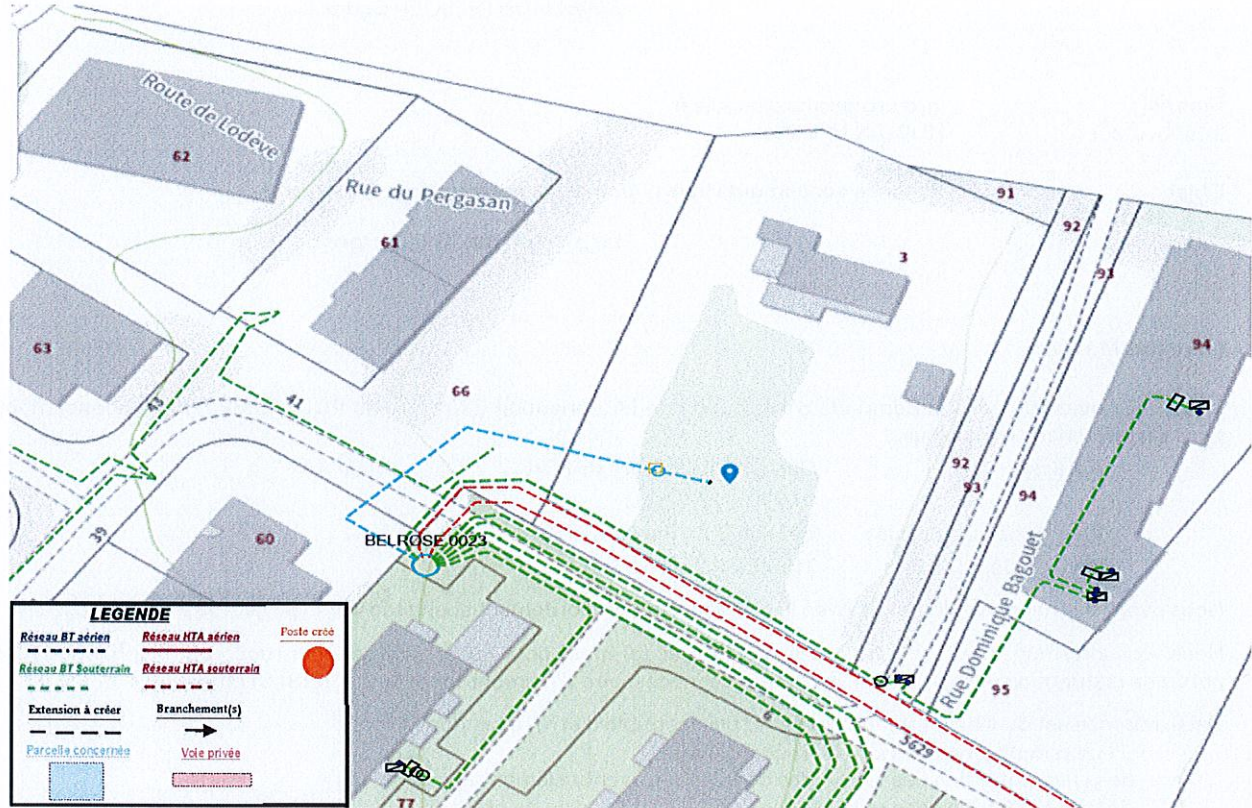 Route de Lodève
62
Rue du Pergasan
61
91
92
93
3
63
94
43
41
66
92
93
94
39
60
BELROSE 0023
Rue Dominique Bagouet
95
6
5629
77
LEGENDE
Réseau BT aérien
Réseau HTA aérien
Poste créé
Réseau BT Souterrain
Réseau HTA souterrain
Extension à créer
Branchement(s)
Parcelle concernée
Voie privée